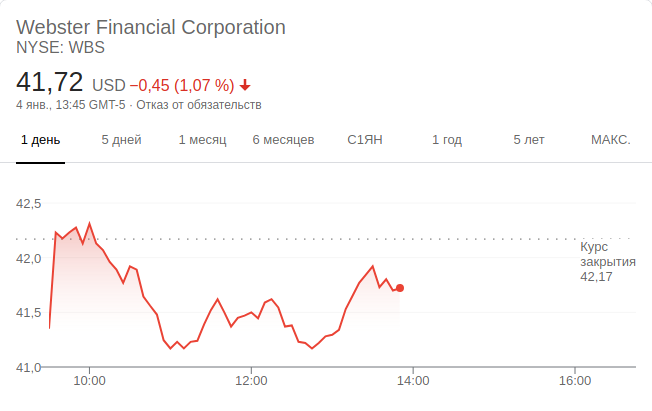 Webster Financial Corporation
NYSE: WBS
41,72 USD −0,45 (1,07 %)
4 янв., 13:45 GMT-5 · Отказ от обязательств
1 день 5 дней 1 месяц 6 месяцев С1ЯН 1 год 5 лет МАКС.
42,5
42,0
41,5
41,0
Курс
закрытия
42,17
10:00 12:00 14:00 16:00